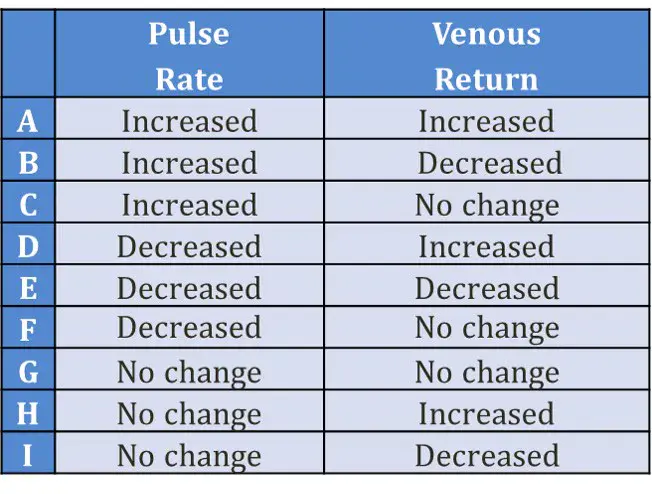 Pulse Rate Venous Return
A Increased Increased
B Increased Decreased
C Increased No change
D Decreased Increased
E Decreased Decreased
F Decreased No change
G No change No change
H No change Increased
I No change Decreased